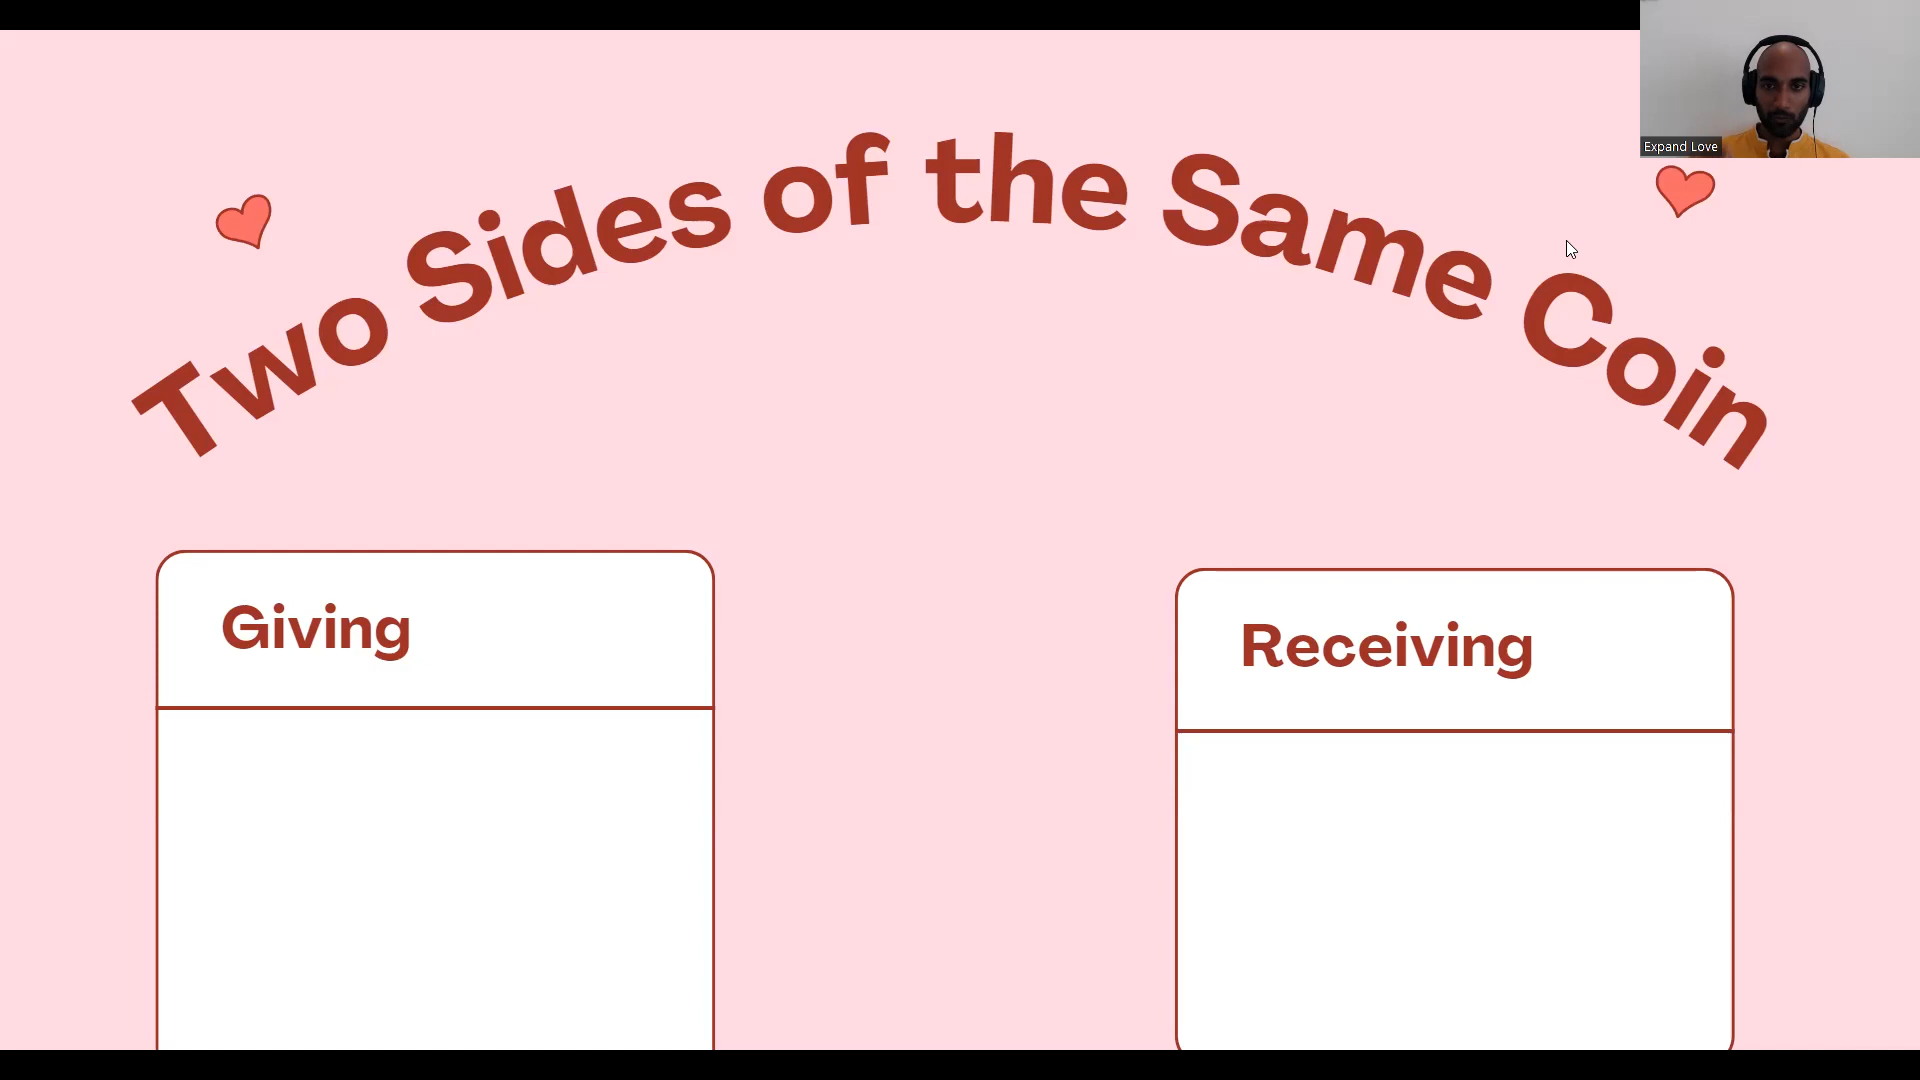 Expand Love
Two Sides of the Same Coin
Giving
Receiving